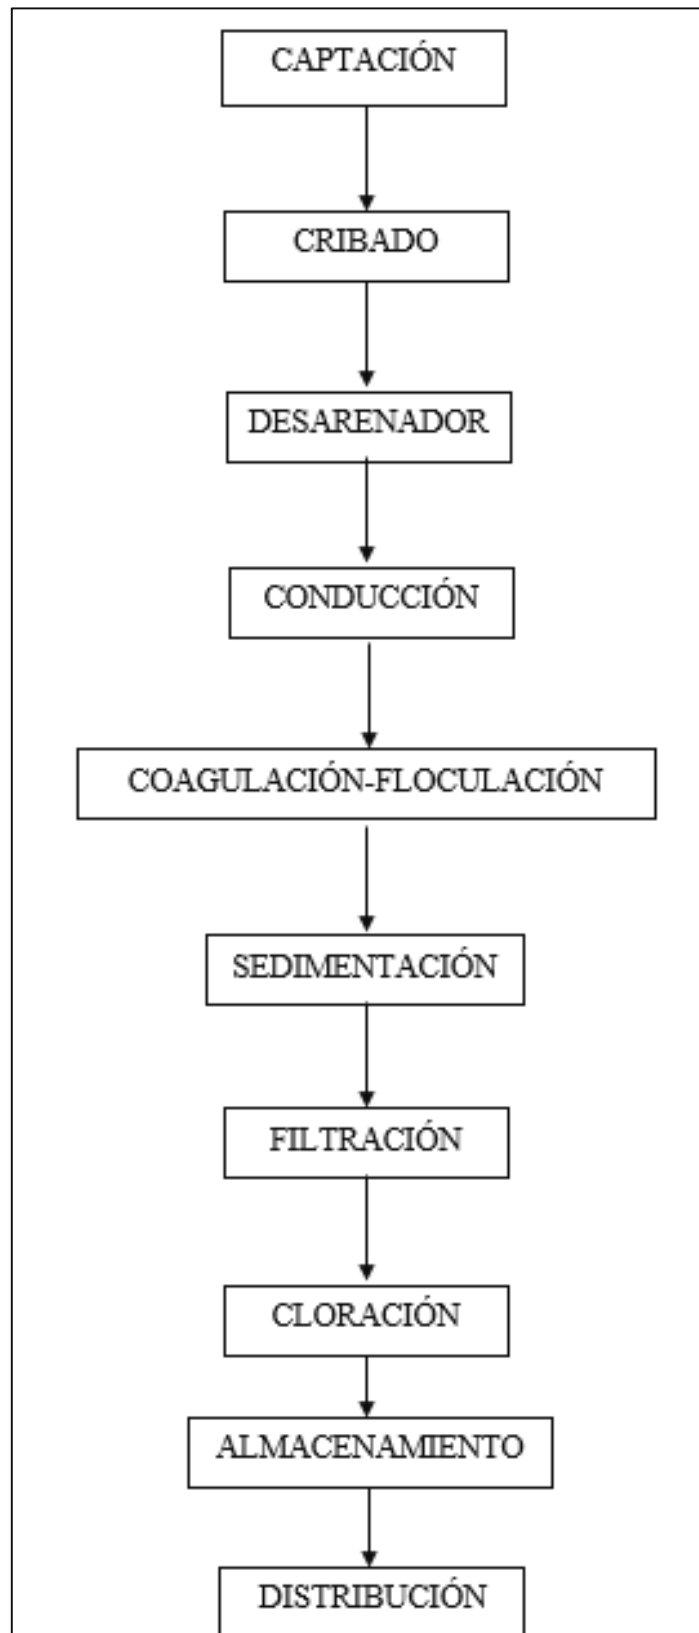 CAPTACIÓN
CRIBADO
DESARENADOR
CONDUCCIÓN
COAGULACIÓN-FLOCULACIÓN
SEDIMENTACIÓN
FILTRACIÓN
CLORACIÓN
ALMACENAMIENTO
DISTRIBUCIÓN